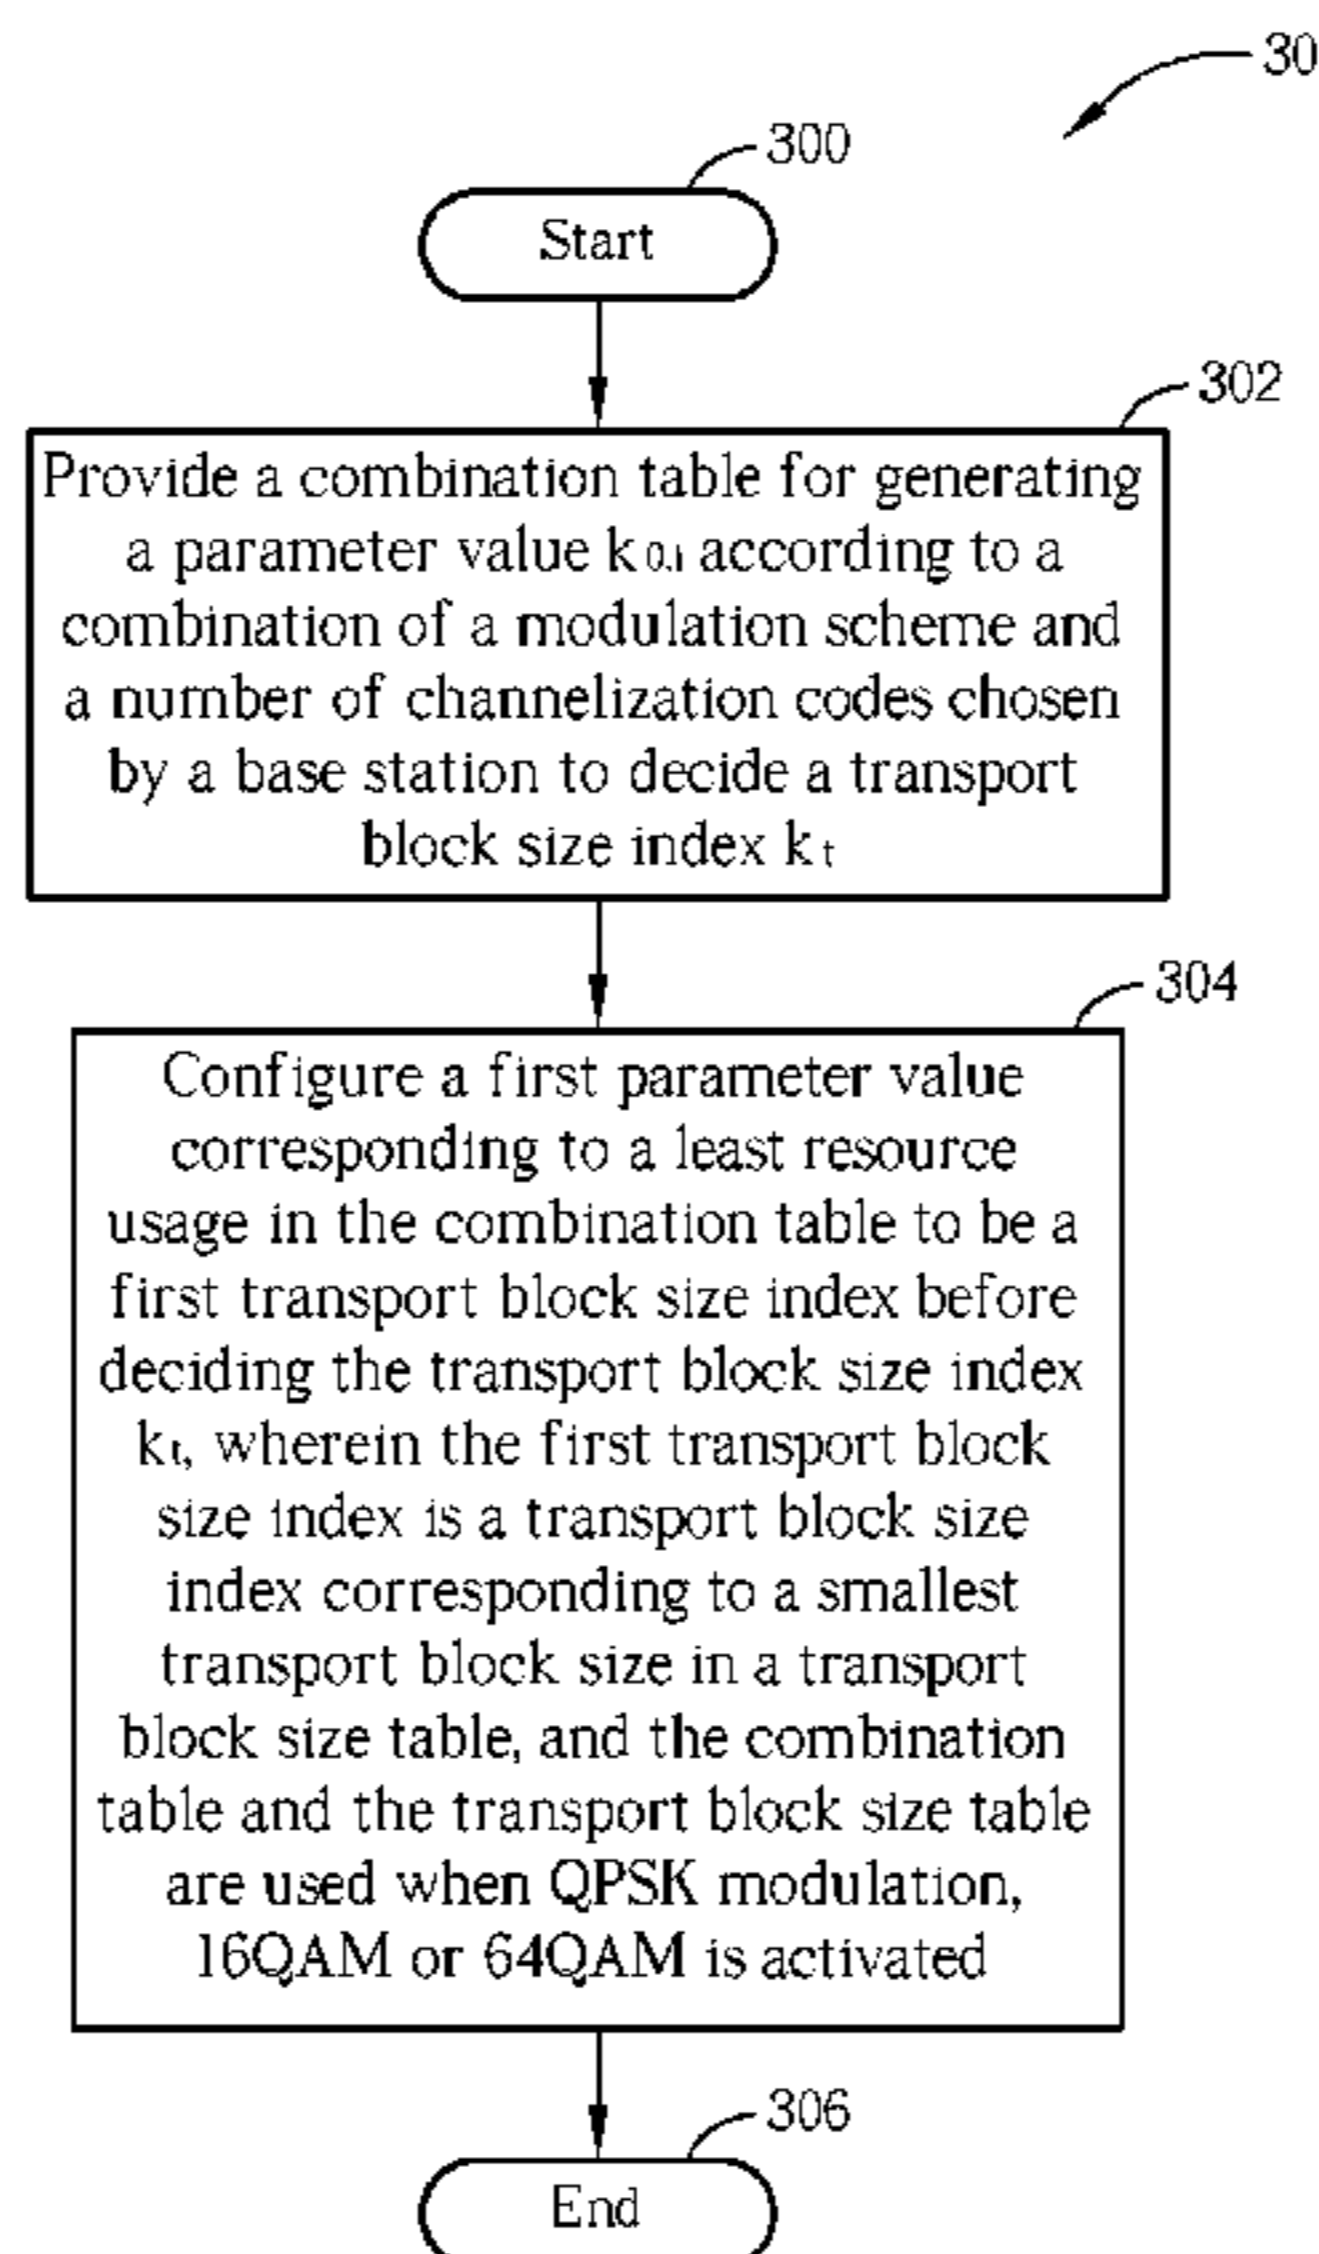 30
300
Start
302
Provide a combination table for generating
a parameter value k 0,i according to a
combination of a modulation scheme and
a number of channelization codes chosen
by a base station to decide a transport
block size index k t
304
Configure a first parameter value
corresponding to a least resource
usage in the combination table to be a
first transport block size index before
deciding the transport block size index
k t, wherein the first transport block
size index is a transport block size
index corresponding to a smallest
transport block size in a transport
block size table, and the combination
table and the transport block size table
are used when QPSK modulation,
16QAM or 64QAM is activated
306
End